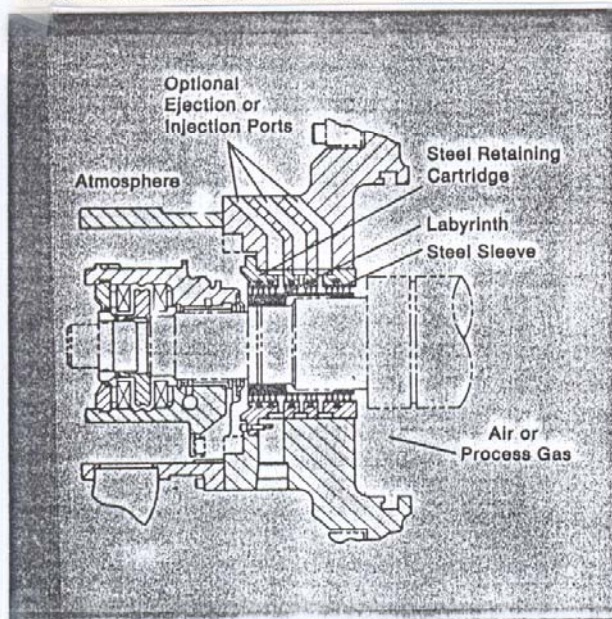 Optional
Ejection or
Injection Ports
Steel Retaining
Cartridge
Atmosphere
Labyrinth
Steel Sleeve
Air or
Process Gas